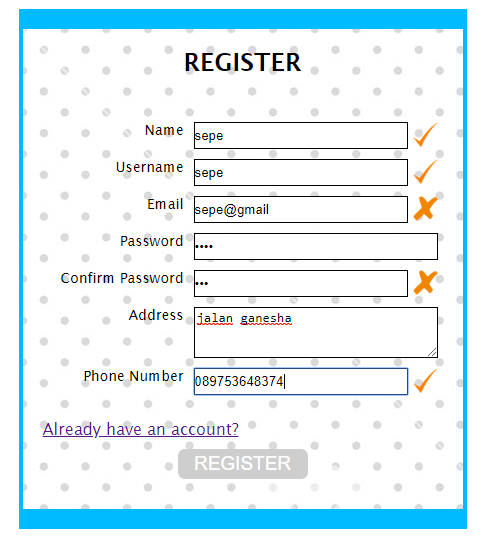 REGISTER
Name sepe
Username sepe
Email sepe@gmail
Password ••••
Confirm Password •••
Address jalan ganesha
Phone Number 089753648374
Already have an account?
REGISTER